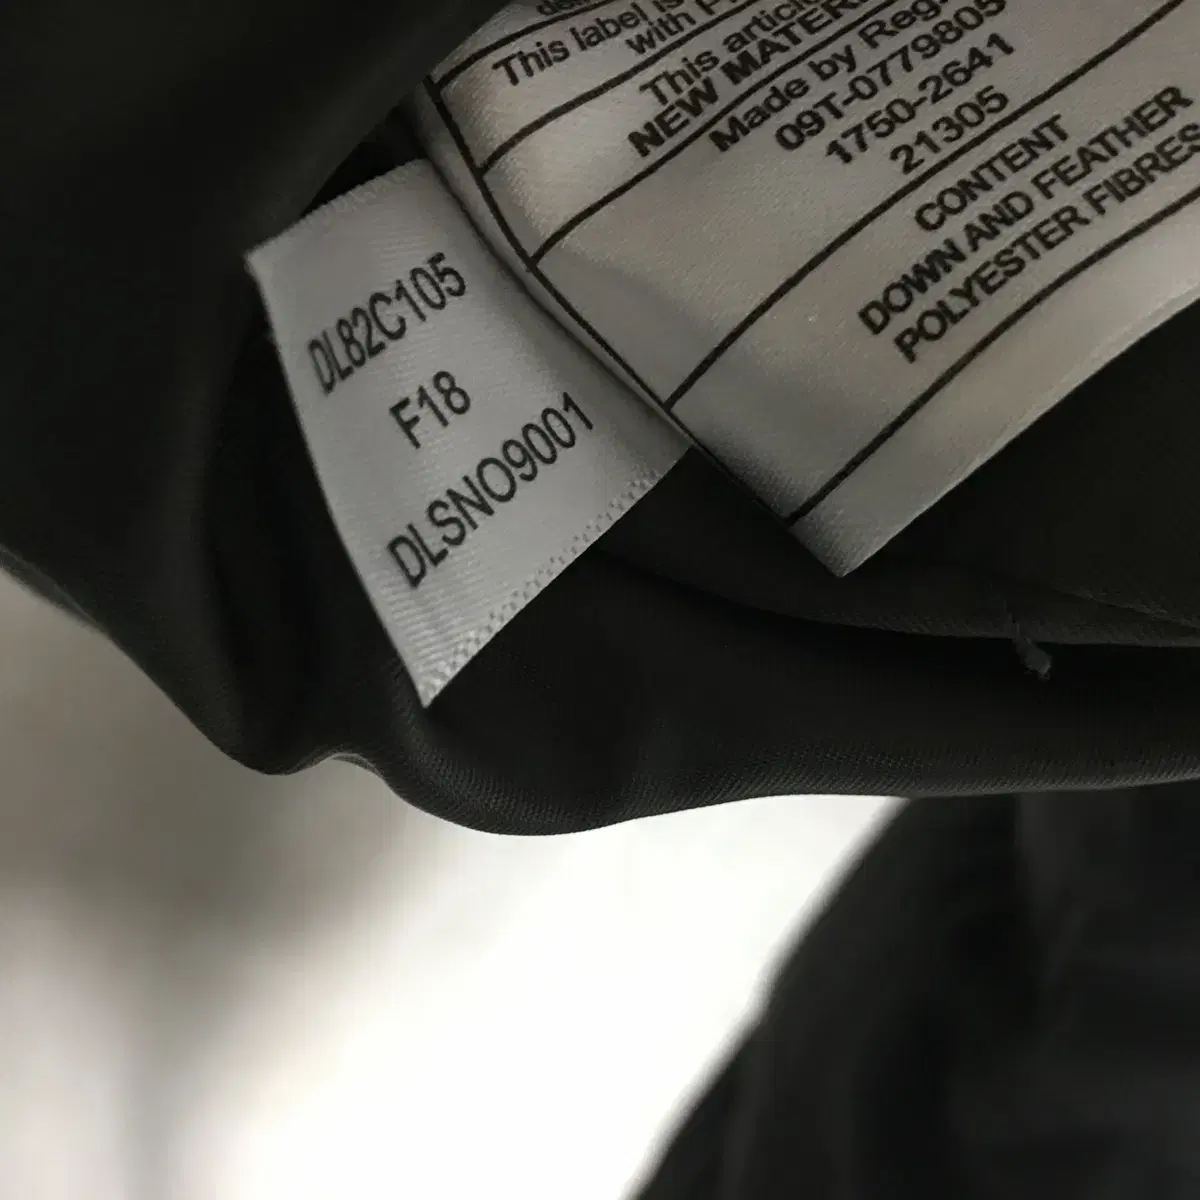 This label is
with P
This article
NEW MATER
Made by Reg.
09T-0779805
1750-2641
21305
CONTENT
DOWN AND FEATHER
POLYESTER FIBRES
DL82C105
F18
DLSNO9001